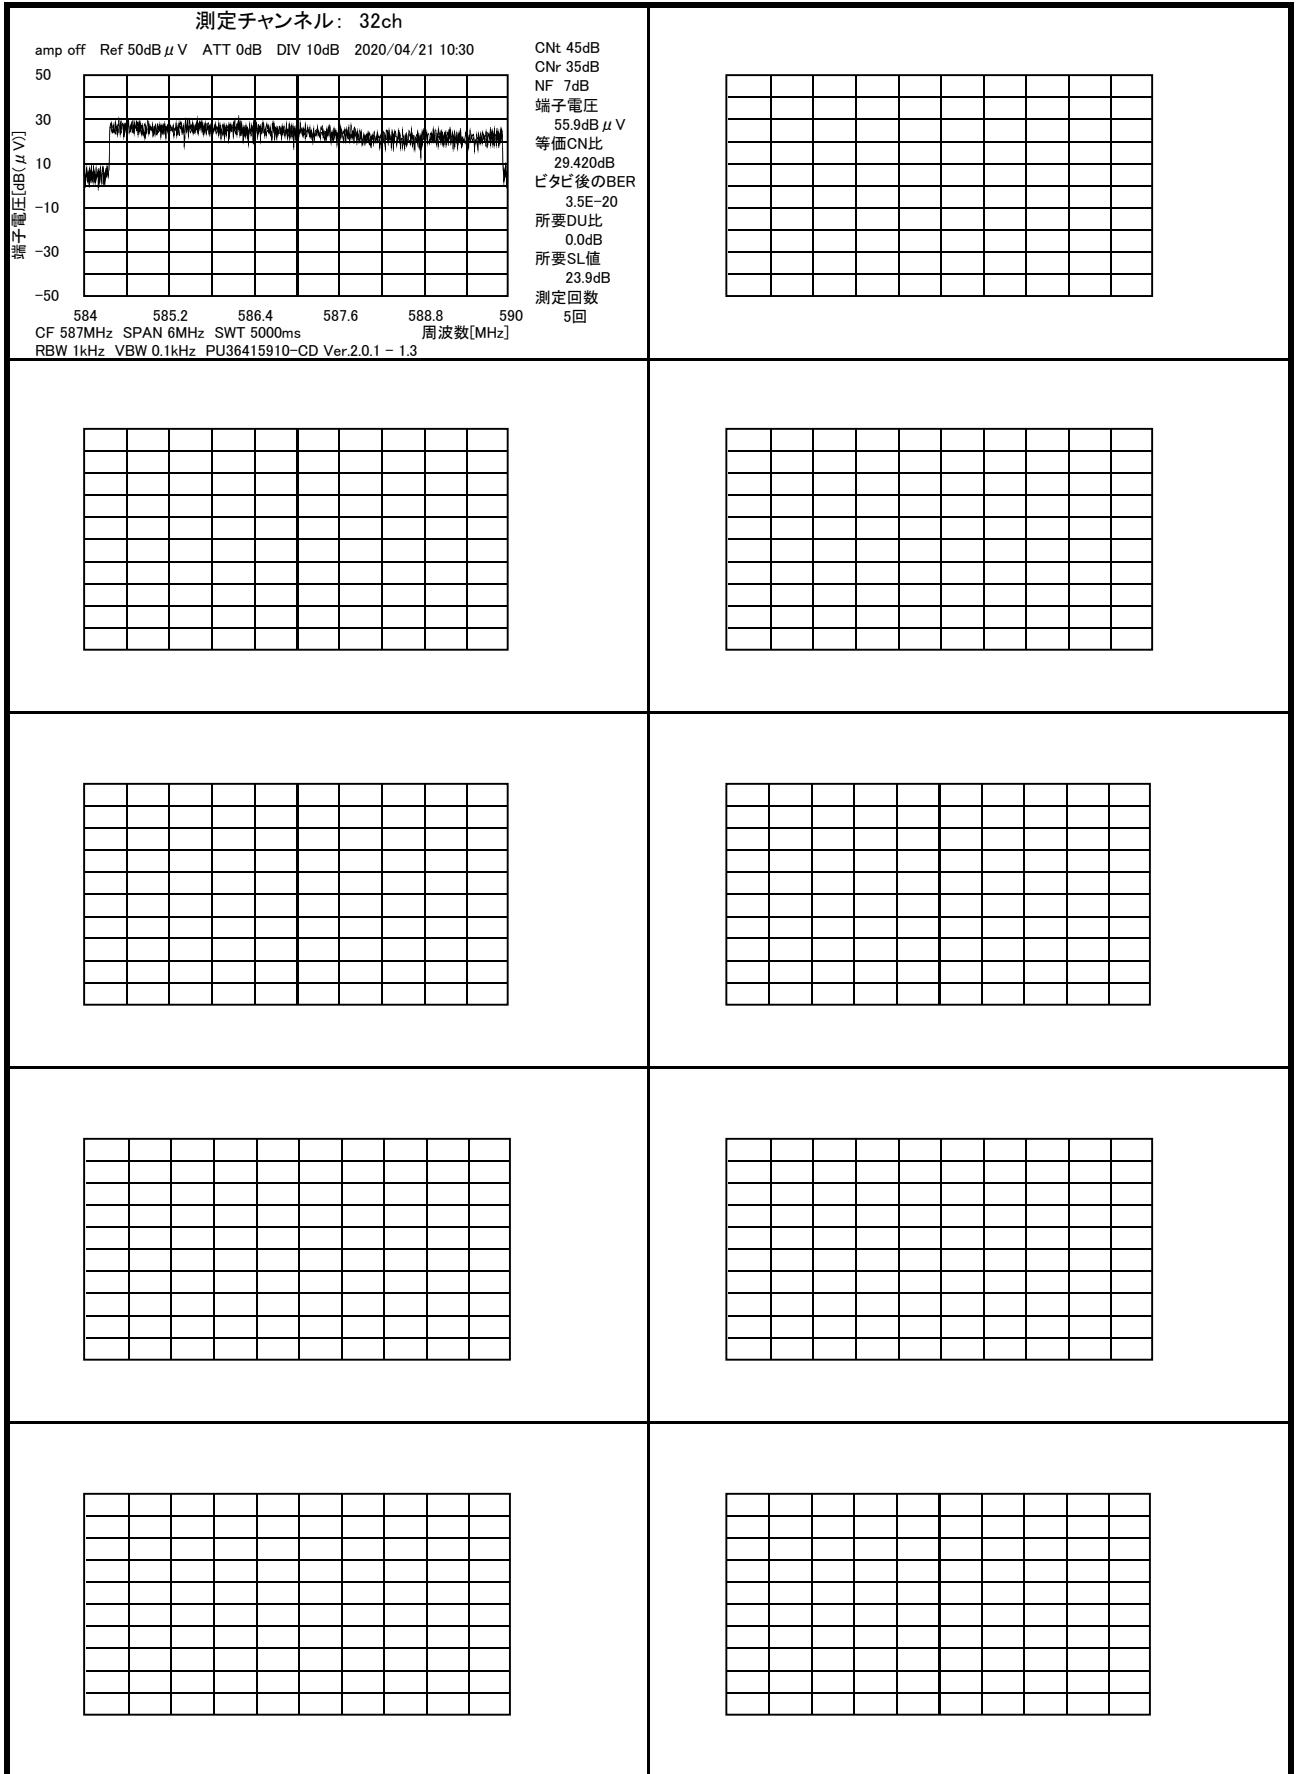 測定チャンネル: 32ch
amp off Ref 50dBμV ATT 0dB DIV 10dB 2020/04/21 10:30
CNt 45dB
CNr 35dB
NF 7dB
端子電圧
55.9dBμV
等価CN比
29.420dB
ビタビ後のBER
3.5E-20
所要DU比
0.0dB
所要SL値
23.9dB
測定回数
5回
端子電圧[dB(μV)]
50
30
10
-10
-30
-50
584 585.2 586.4 587.6 588.8 590
CF 587MHz SPAN 6MHz SWT 5000ms 周波数[MHz]
RBW 1kHz VBW 0.1kHz PU36415910-CD Ver.2.0.1 - 1.3